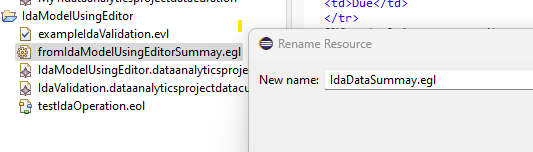 IdaModelUsingEditor
exampleIdaValidation.evl
fromIdaModelUsingEditorSummay.egl
IdaModelUsingEditor.dataanalyticsproje
IdaValidation.dataanalyticsprojectdatacu
testIdaOperation.eol
<td>Due</td>
</tr>
Rename Resource
New name:
IdaDataSummay.egl